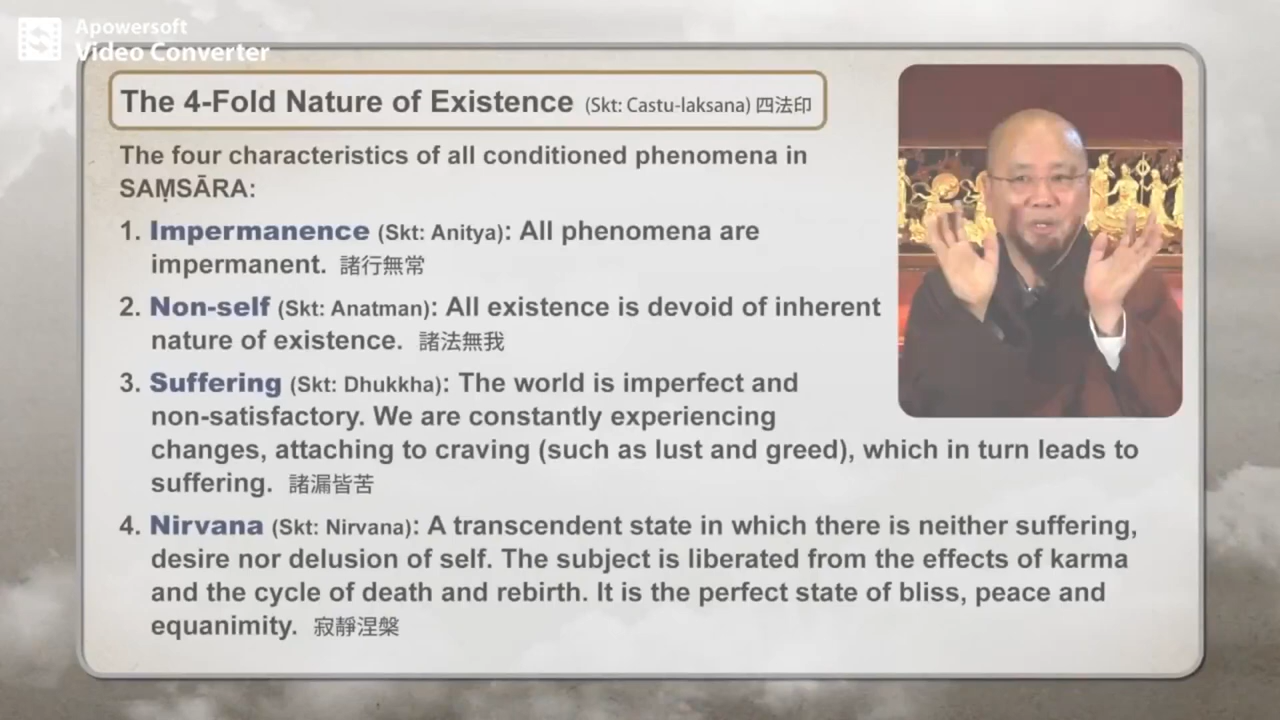 Apowersoft
Video Converter
The 4-Fold Nature of Existence (Skt: Castu-laksana) 四法印
The four characteristics of all conditioned phenomena in
SAṂSĀRA:
1. Impermanence (Skt: Anitya): All phenomena are
impermanent. 諸行無常
2. Non-self (Skt: Anatman): All existence is devoid of inherent
nature of existence. 諸法無我
3. Suffering (Skt: Dhukkha): The world is imperfect and
non-satisfactory. We are constantly experiencing
changes, attaching to craving (such as lust and greed), which in turn leads to
suffering. 諸漏皆苦
4. Nirvana (Skt: Nirvana): A transcendent state in which there is neither suffering,
desire nor delusion of self. The subject is liberated from the effects of karma
and the cycle of death and rebirth. It is the perfect state of bliss, peace and
equanimity. 寂靜涅槃